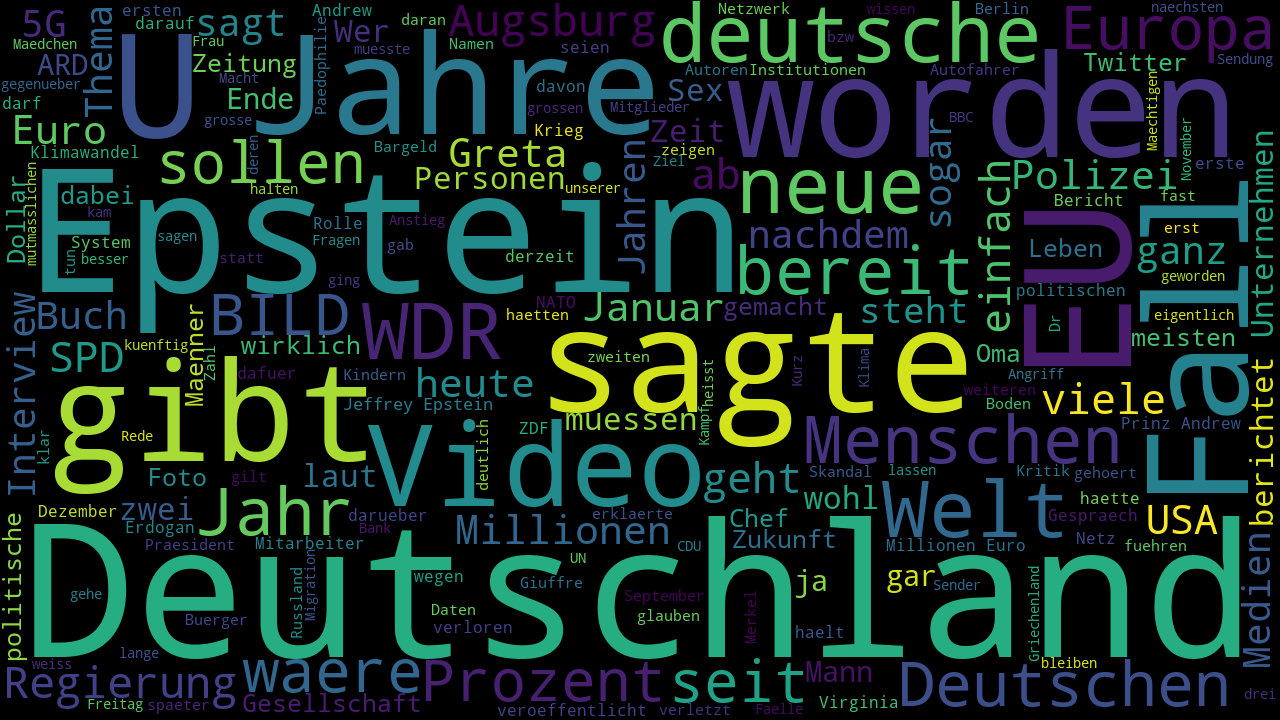 5G
ersten
darauf
sagt
Andrew
daran
Wer
Augsburg
deutsche
Netzwerk
wissen
Berlin
Europa
naechsten
Maedchen
ARD
Thema
U
Frau
Zeitung
Jahre
muesste
Namen
seien
bzw
Twitter
Sendung
gegenueber
Macht
Paedophilie
davon
Sex
Autoren
Institutionen
worden
Autofahrer
darf
Ende
grosse
grossen
Mitglieder
BBC
Maechtigen
Euro
Krieg
Zeit
November
Klimawandel
sollen
deren
Bargeld
Greta
zeigen
Ziel
sogar
erste
Epstein
Personen
Jahren
ab
neue
einfach
Polizei
Unternehmen
Dollar
mutmasslichen
dabei
halten
unserer
Bericht
fast
kam
Rolle
Anstieg
nachdem
erst
System
sagen
Fragen
gab
EU
Leben
ganz
besser
tun
statt
derzeit
bereit
Fall
ging
geworden
Interview
Buch
BILD
WDR
NATO
haetten
Januar
gemacht
steht
politischen
Dr
eigentlich
SPD
kuenftig
Maenner
wirklich
sagte
meisten
Zahl
zweiten
Kurz
Klima
Oma
dafuer
Kindern
heute
heisst
Angriff
gibt
Jeffrey Epstein
weiteren
Boden
viele
berichtet
Video
muessen
Kampf
Menschen
Prinz Andrew
klar
Rede
ZDF
deutlich
Foto
gilt
laut
geht
Skandal
lassen
Kritik
gehoert
Dezember
zwei
Jahr
darueber
erklaerte
wohl
Welt
haette
politische
Erdogan
Bank
Millionen
Chef
Gespraech
USA
Medien
Praesident
Mitarbeiter
CDU
Zukunft
Millionen Euro
Netz
fuehren
Deutschland
Russland
Migration
UN
wegen
Giuffre
ja
gar
Sender
gehe
Daten
September
Merkel
Griechenland
Buerger
verloren
glauben
haelt
lange
weiss
bleiben
Regierung
waere
Prozent
seit
Mann
Deutschen
Freitag
spaeter
Gesellschaft
veroeffentlicht
verletzt
Faelle
Virginia
drei